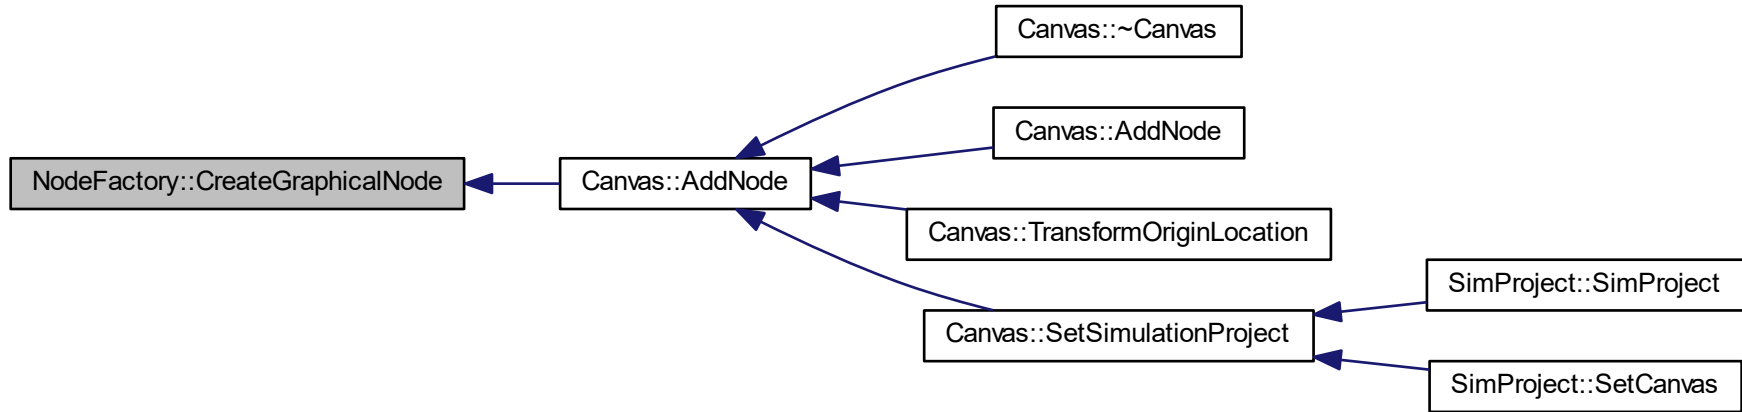 Canvas::~Canvas
Canvas::AddNode
NodeFactory::CreateGraphicalNode
Canvas::AddNode
Canvas::TransformOriginLocation
SimProject::SimProject
Canvas::SetSimulationProject
SimProject::SetCanvas